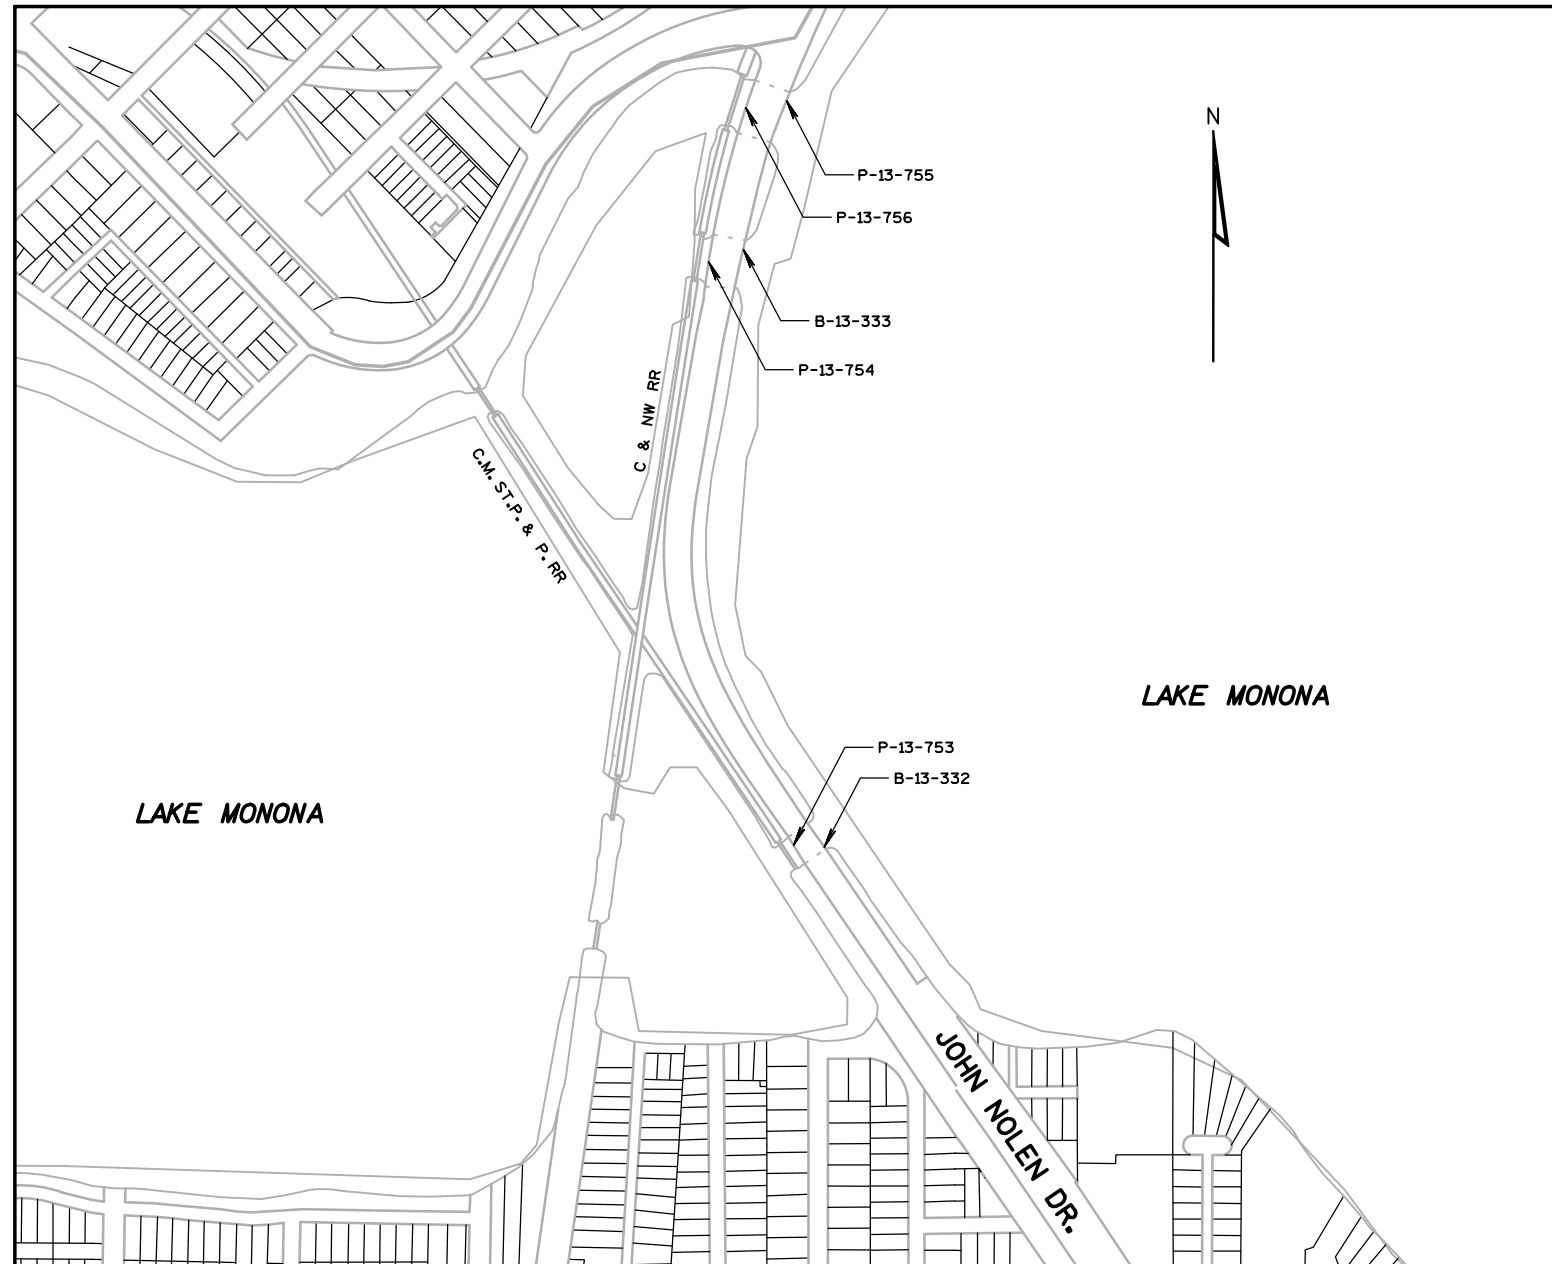 N
P-13-755
P-13-756
B-13-333
P-13-754
C & NW RR
C.M. ST.P. & P. RR
LAKE MONONA
P-13-753
B-13-332
LAKE MONONA
JOHN NOLEN DR.